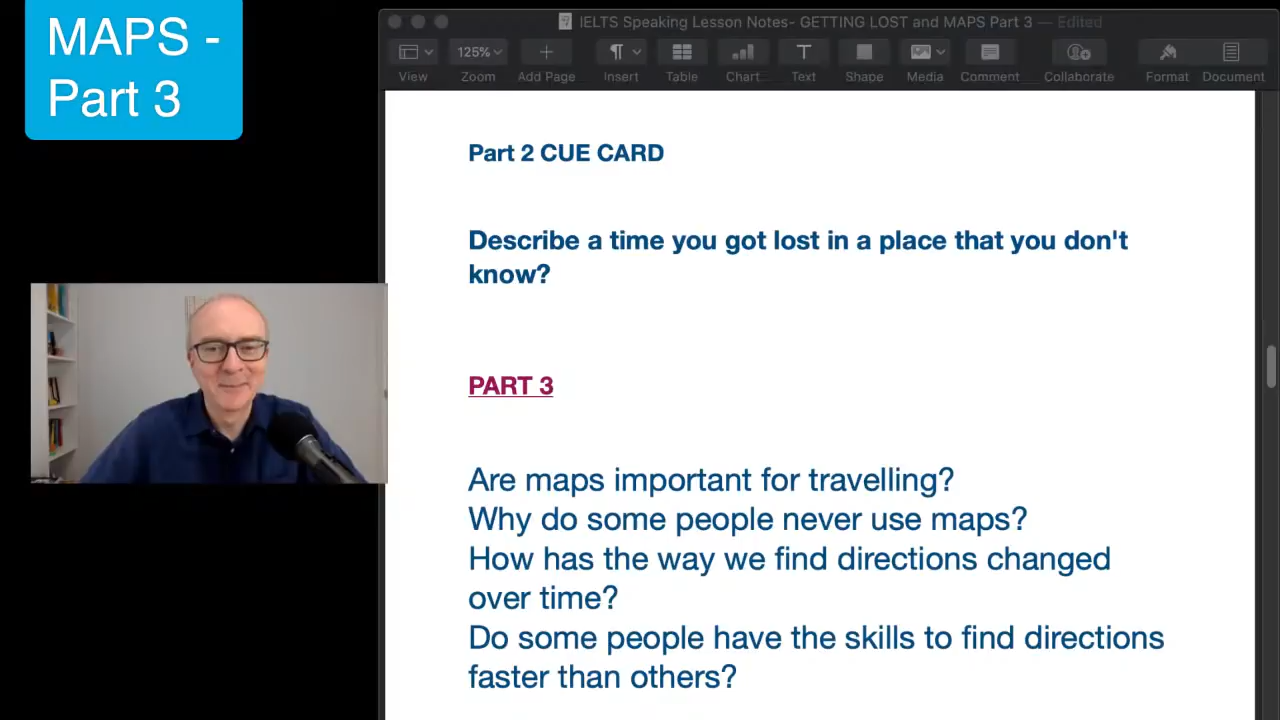 MAPS -
Part 3
IELTS Speaking Lesson Notes- GETTING LOST and MAPS Part 3 — Edited
125%
View
Zoom
Add Page
Insert
Table
Chart
Text
Shape
Media
Comment
Collaborate
Format
Document
Part 2 CUE CARD
Describe a time you got lost in a place that you don't
know?
PART 3
Are maps important for travelling?
Why do some people never use maps?
How has the way we find directions changed
over time?
Do some people have the skills to find directions
faster than others?